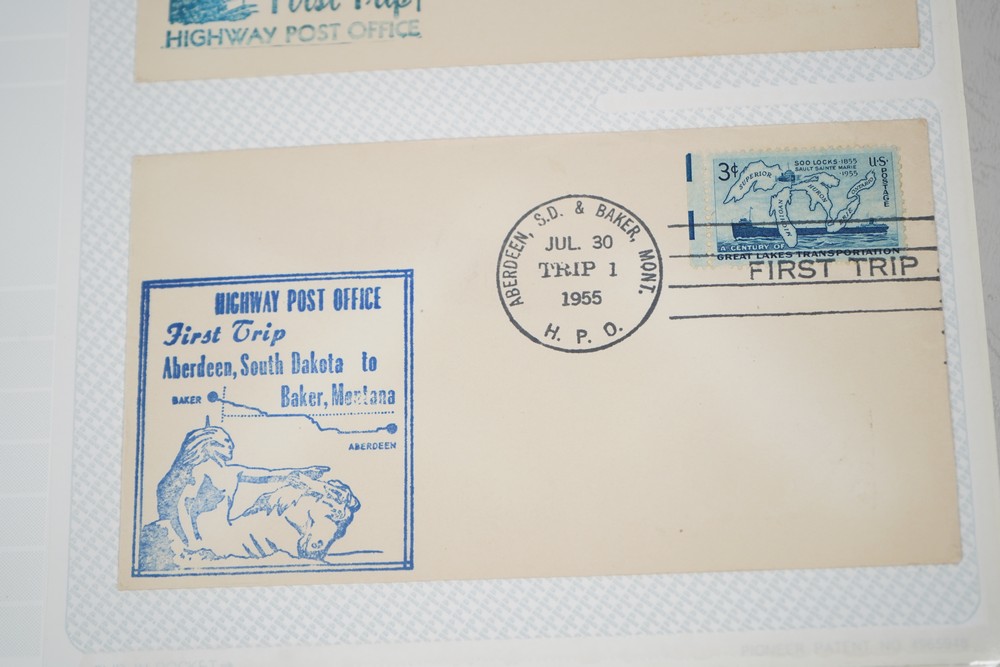 First Trip!
HIGHWAY POST OFFICE
3¢
SOO LOCKS·1855
SAULT SAINTE MARIE
1955
U·S·
POSTAGE
SUPERIOR
HURON
ONTARIO
MICHIGAN
ERIE
A CENTURY OF
GREAT LAKES TRANSPORTATION
FIRST TRIP
ABERDEEN, S.D. & BAKER, MONT.
JUL. 30
TRIP 1
1955
H. P. O.
HIGHWAY POST OFFICE
First Trip
Aberdeen, South Dakota to
Baker, Montana
BAKER
ABERDEEN